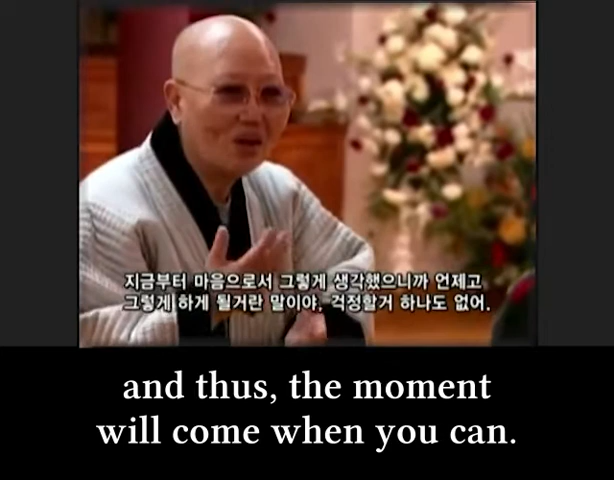 지금부터 마음으로서 그렇게 생각했으니까 언제고
그렇게 하게 될거란 말이야, 걱정할거 하나도 없어.
and thus, the moment
will come when you can.